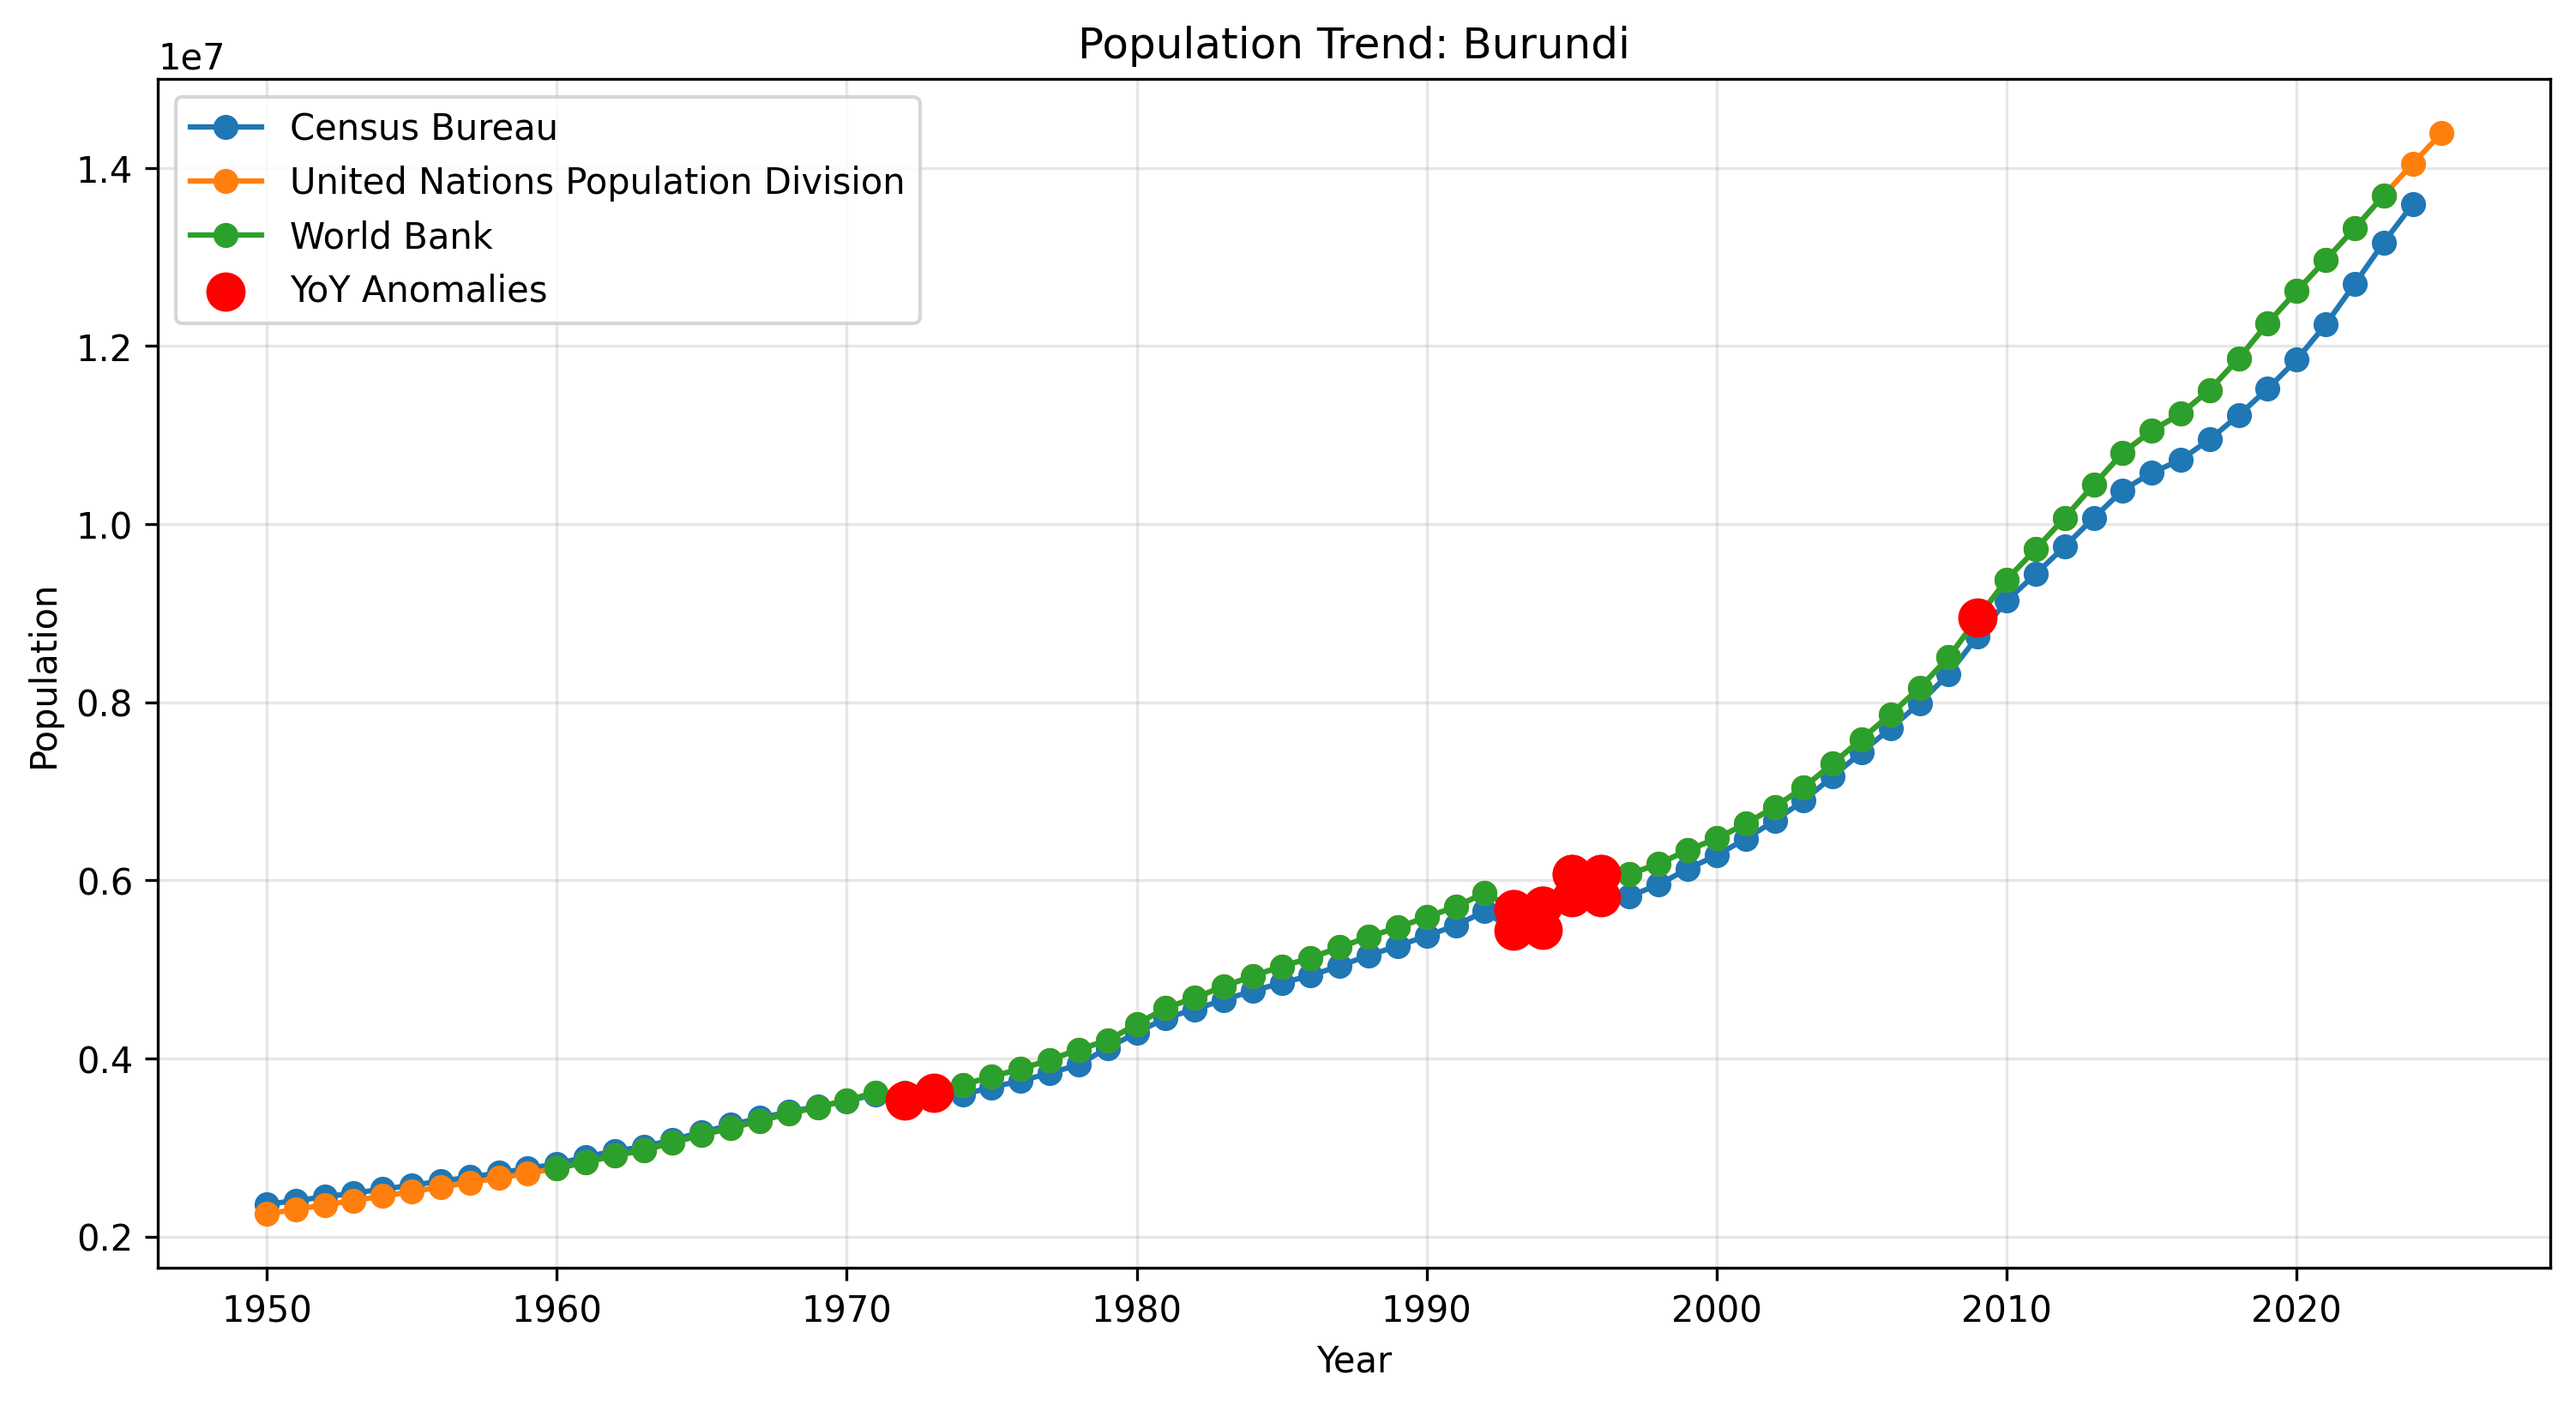 Population Trend: Burundi
1e7
Census Bureau
United Nations Population Division
World Bank
YoY Anomalies
1.4
1.2
1.0
0.8
0.6
0.4
0.2
Population
1950 1960 1970 1980 1990 2000 2010 2020
Year